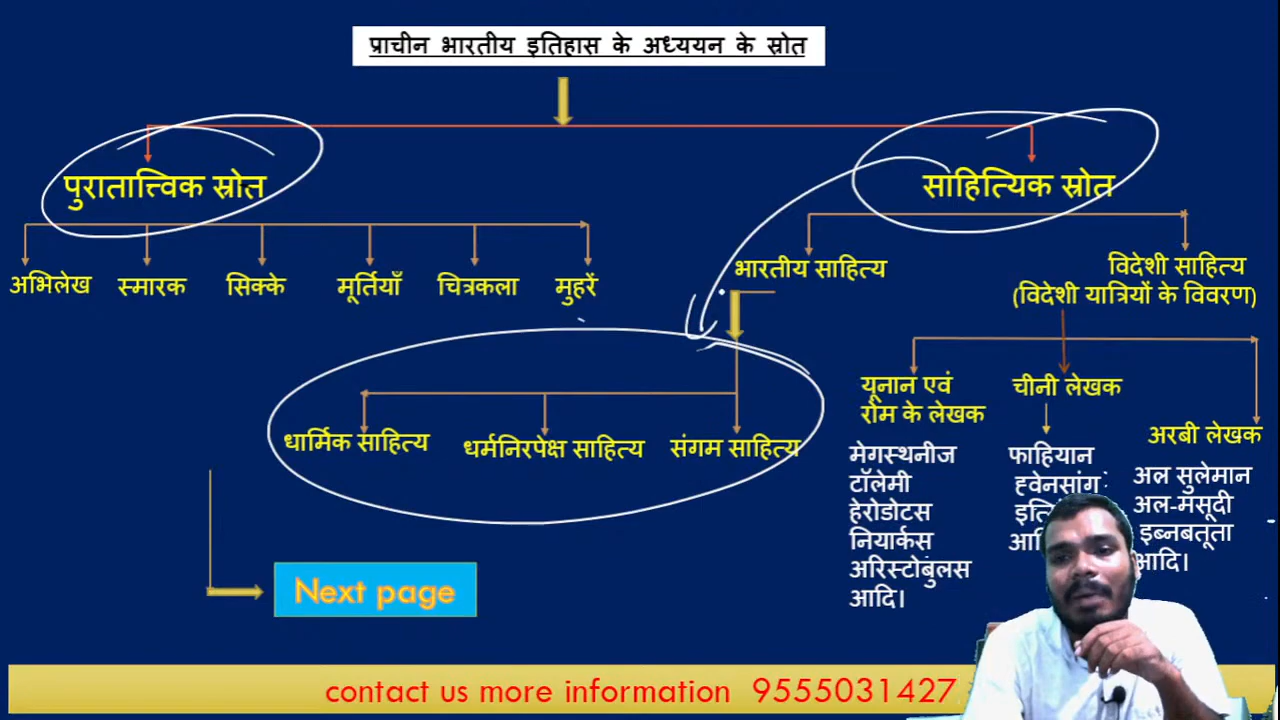 प्राचीन भारतीय इतिहास के अध्ययन के स्रोत
पुरातात्त्विक स्रोत
साहित्यिक स्रोत
अभिलेख
स्मारक
सिक्के
मूर्तियाँ
चित्रकला
मुहरें
भारतीय साहित्य
विदेशी साहित्य
(विदेशी यात्रियों के विवरण)
धार्मिक साहित्य
धर्मनिरपेक्ष साहित्य
संगम साहित्य
यूनान एवं
रोम के लेखक
मेगस्थनीज
टॉलेमी
हेरोडोटस
नियार्कस
अरिस्टोबुलस
आदि।
चीनी लेखक
फाहियान
ह्वेनसांग
अरबी लेखक
अल सुलेमान
अल-मसूदी
इब्नबतूता
आदि।
Next page
contact us more information 9555031427